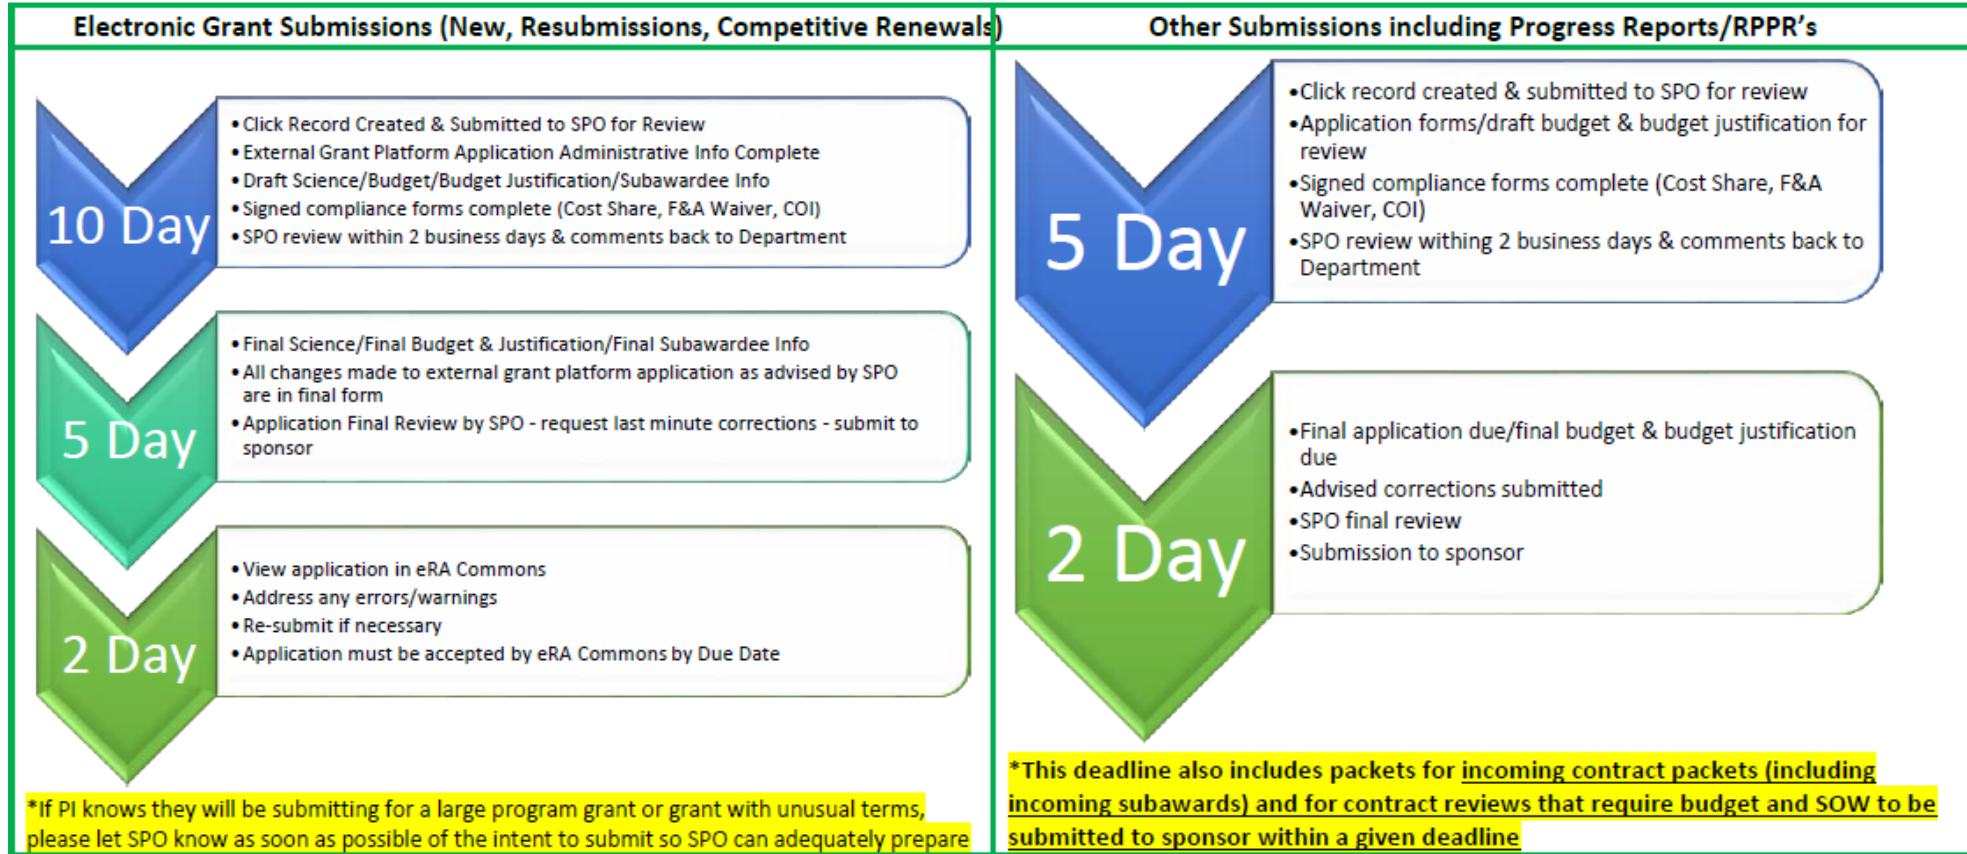 Electronic Grant Submissions (New, Resubmissions, Competitive Renewals)
10 Day
•Click Record Created & Submitted to SPO for Review
•External Grant Platform Application Administrative Info Complete
•Draft Science/Budget/Budget Justification/Subawardee Info
•Signed compliance forms complete (Cost Share, F&A Waiver, COI)
•SPO review within 2 business days & comments back to Department
5 Day
•Final Science/Final Budget & Justification/Final Subawardee Info
•All changes made to external grant platform application as advised by SPO
are in final form
•Application Final Review by SPO - request last minute corrections - submit to
sponsor
2 Day
•View application in eRA Commons
•Address any errors/warnings
•Re-submit if necessary
•Application must be accepted by eRA Commons by Due Date
*If PI knows they will be submitting for a large program grant or grant with unusual terms,
please let SPO know as soon as possible of the intent to submit so SPO can adequately prepare
Other Submissions including Progress Reports/RPPR's
5 Day
•Click record created & submitted to SPO for review
•Application forms/draft budget & budget justification for
review
•Signed compliance forms complete (Cost Share, F&A
Waiver, COI)
•SPO review withing 2 business days & comments back to
Department
2 Day
•Final application due/final budget & budget justification
due
•Advised corrections submitted
•SPO final review
•Submission to sponsor
*This deadline also includes packets for incoming contract packets (including
incoming subawards) and for contract reviews that require budget and SOW to be
submitted to sponsor within a given deadline